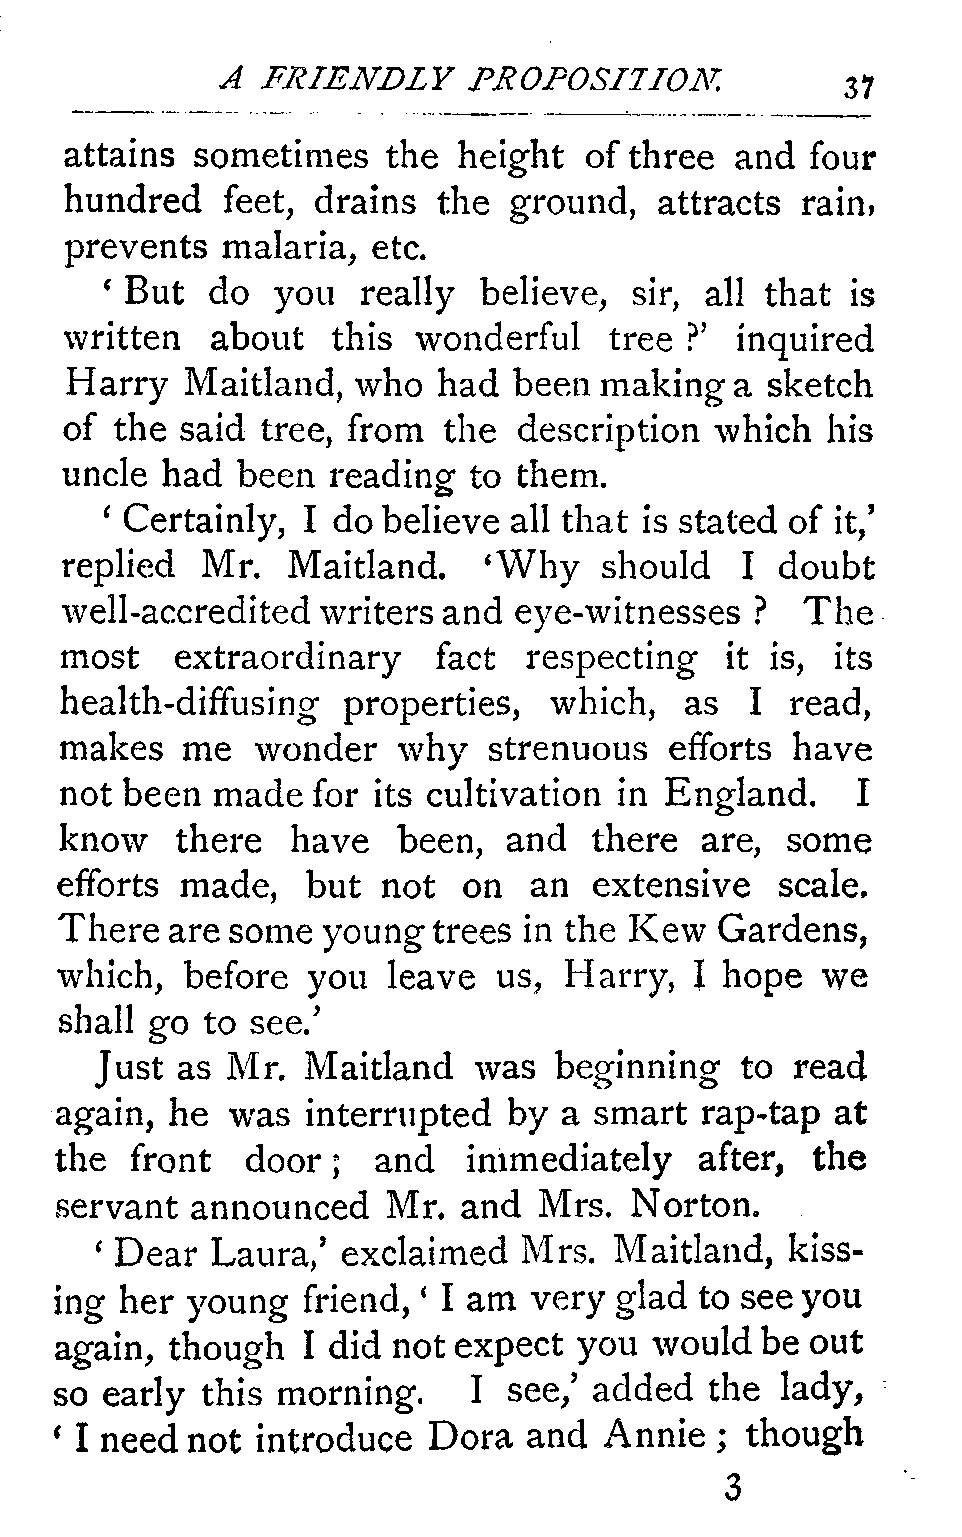 A FRIENDLY PROPOSITION. 37
attains sometimes the height of three and four
hundred feet, drains the ground, attracts rain,
prevents malaria, etc.
‘ But do you really believe, sir, all that is
written about this wonderful tree ?’ inquired
Harry Maitland, who had been making a sketch
of the said tree, from the description which his
uncle had been reading to them.
‘ Certainly, I do believe all that is stated of it,’
replied Mr. Maitland. ‘Why should I doubt
well-accredited writers and eye-witnesses ? The
most extraordinary fact respecting it is, its
health-diffusing properties, which, as I read,
makes me wonder why strenuous efforts have
not been made for its cultivation in England. I
know there have been, and there are, some
efforts made, but not on an extensive scale.
There are some young trees in the Kew Gardens,
which, before you leave us, Harry, I hope we
shall go to see.’
Just as Mr. Maitland was beginning to read
again, he was interrupted by a smart rap-tap at
the front door ; and immediately after, the
servant announced Mr. and Mrs. Norton.
‘ Dear Laura,’ exclaimed Mrs. Maitland, kiss-
ing her young friend, ‘ I am very glad to see you
again, though I did not expect you would be out
so early this morning. I see,’ added the lady,
‘ I need not introduce Dora and Annie ; though
3